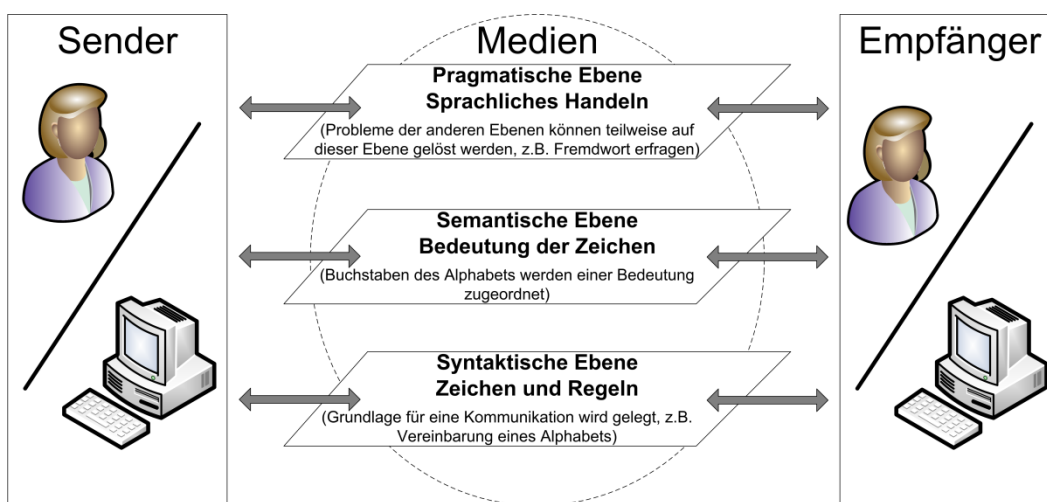 Sender
Medien
Empfänger
Pragmatische Ebene
Sprachliches Handeln
(Probleme der anderen Ebenen können teilweise auf
dieser Ebene gelöst werden, z.B. Fremdwort erfragen)
Semantische Ebene
Bedeutung der Zeichen
(Buchstaben des Alphabets werden einer Bedeutung
zugeordnet)
Syntaktische Ebene
Zeichen und Regeln
(Grundlage für eine Kommunikation wird gelegt, z.B.
Vereinbarung eines Alphabets)